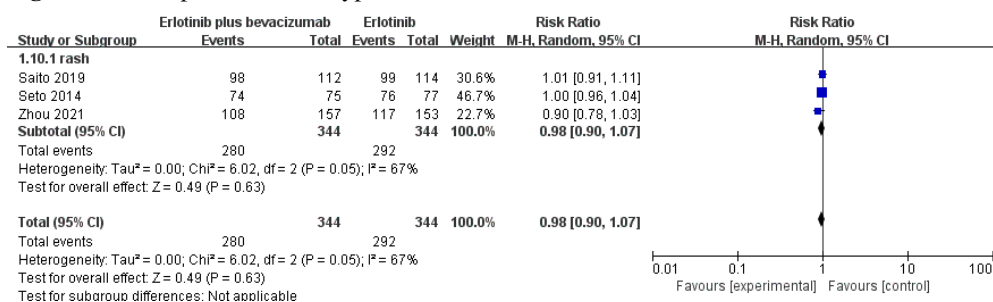 Erlotinib plus bevacizumab Erlotinib Risk Ratio Risk Ratio
Study or Subgroup Events Total Events Total Weight M-H, Random, 95% CI M-H, Random, 95% CI
1.10.1 rash
Saito 2019 98 112 99 114 30.6% 1.01 [0.91, 1.11]
Seto 2014 74 75 76 77 46.7% 1.00 [0.96, 1.04]
Zhou 2021 108 157 117 153 22.7% 0.90 [0.78, 1.03]
Subtotal (95% CI) 344 344 100.0% 0.98 [0.90, 1.07]
Total events 280 292
Heterogeneity: Tau² = 0.00; Chi² = 6.02, df = 2 (P = 0.05); I² = 67%
Test for overall effect: Z = 0.49 (P = 0.63)
Total (95% CI) 344 344 100.0% 0.98 [0.90, 1.07]
Total events 280 292
Heterogeneity: Tau² = 0.00; Chi² = 6.02, df = 2 (P = 0.05); I² = 67%
Test for overall effect: Z = 0.49 (P = 0.63)
Test for subgroup differences: Not applicable
0.01 0.1 1 10 100
Favours [experimental] Favours [control]